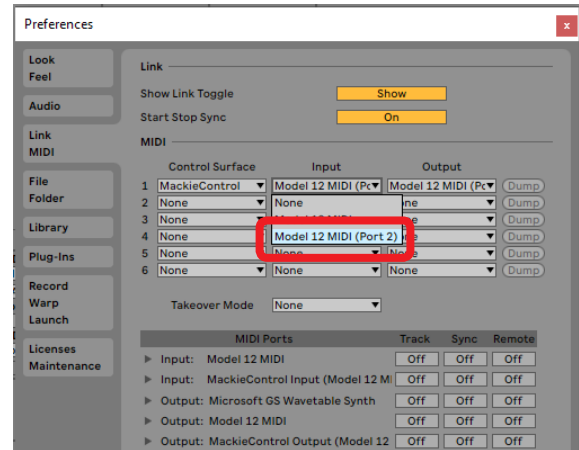 Preferences
x
Look
Feel
Audio
Link
MIDI
File
Folder
Library
Plug-Ins
Record
Warp
Launch
Licenses
Maintenance
Link
Show Link Toggle Show
Start Stop Sync On
MIDI
Control Surface Input Output
1 MackieControl Model 12 MIDI (Po Model 12 MIDI (Po Dump
2 None None Dump
3 None Dump
4 None Model 12 MIDI (Port 2) Dump
5 None None None Dump
6 None None None Dump
Takeover Mode None
MIDI Ports Track Sync Remote
Input: Model 12 MIDI Off Off Off
Input: MackieControl Input (Model 12 MI Off Off Off
Output: Microsoft GS Wavetable Synth Off Off Off
Output: Model 12 MIDI Off Off Off
Output: MackieControl Output (Model 12 Off Off Off